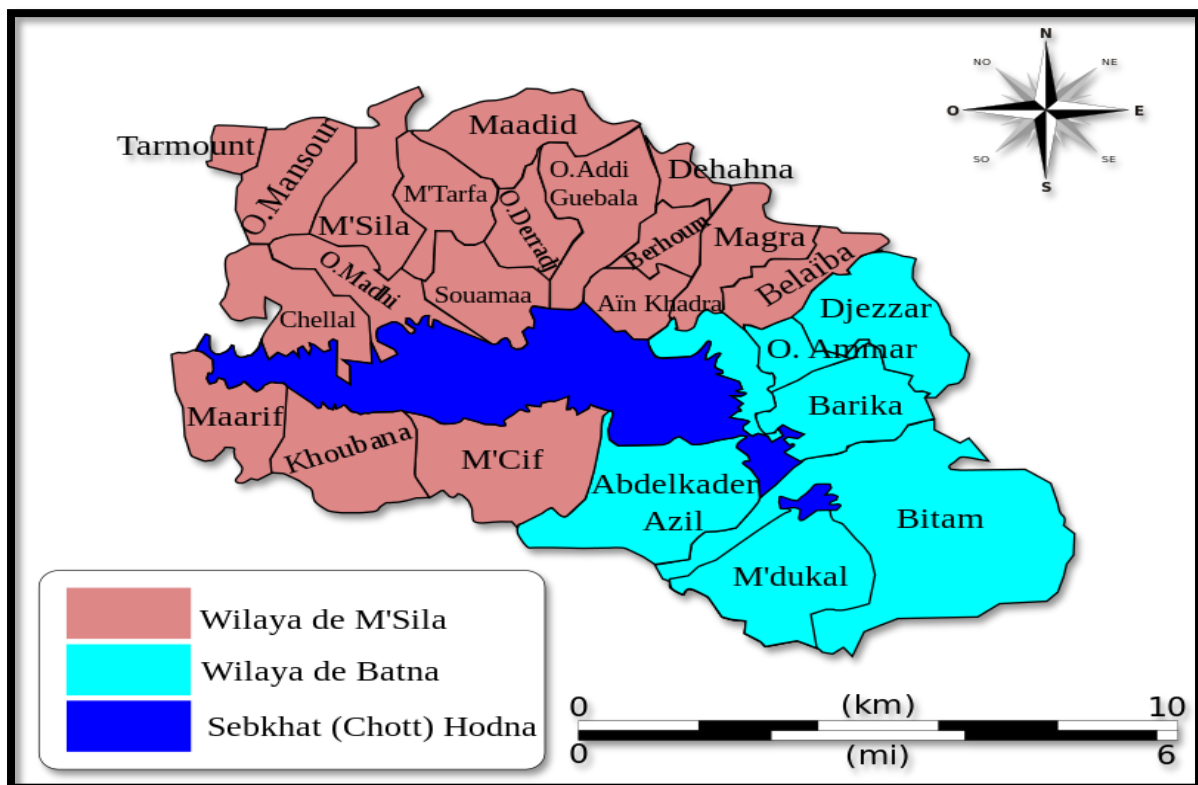 N
NO
NE
O
E
SO
SE
S
Maadid
Tarmount
O.Mansour
O.Addi
Guebala
Dehahna
M'Tarfa
O.Derradj
M'Sila
Berhoum
Magra
Belaïba
O.Madhi
Souamaa
Aïn Khadra
Djezzar
Chellal
O. Ammar
Maarif
Barika
Khoubana
M'Cif
Abdelkader
Azil
Bitam
M'dukal
Wilaya de M'Sila
Wilaya de Batna
Sebkhat (Chott) Hodna
0 (km) 10
0 (mi) 6